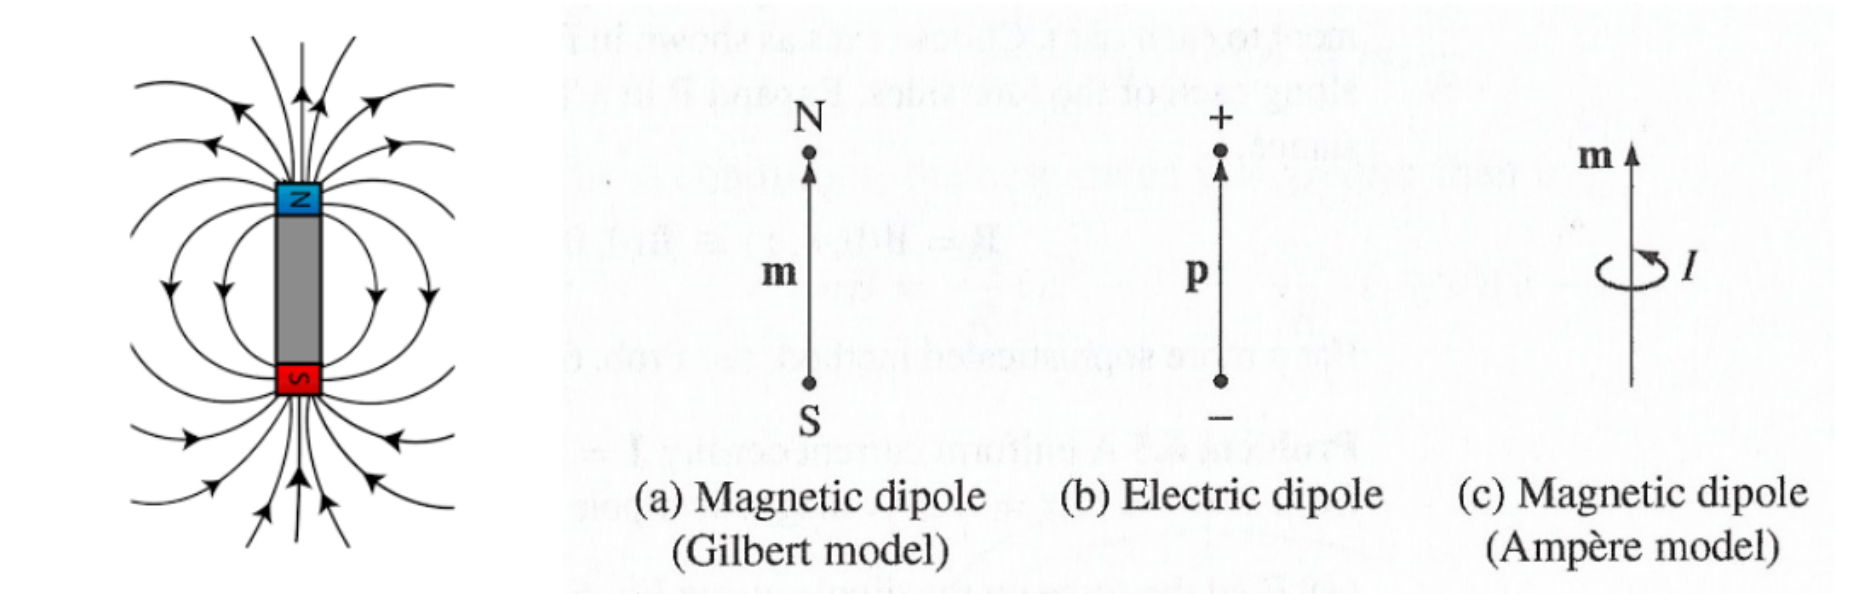 N
S
N
m
S
(a) Magnetic dipole
(Gilbert model)
+
p
−
(b) Electric dipole
m
I
(c) Magnetic dipole
(Ampère model)